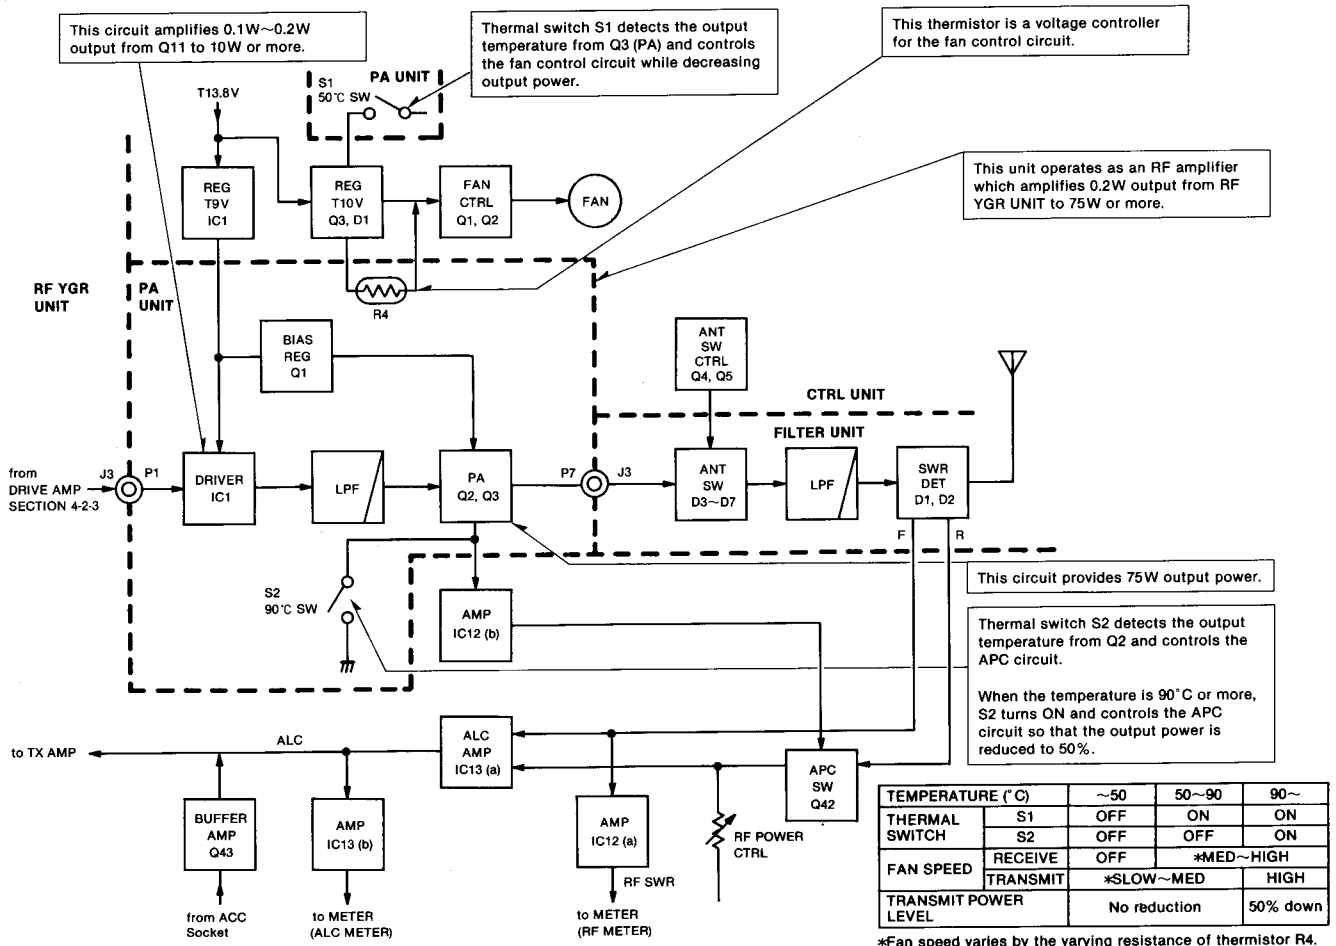 This circuit amplifies 0.1W~0.2W
output from Q11 to 10W or more.
Thermal switch S1 detects the output
temperature from Q3 (PA) and controls
the fan control circuit while decreasing
output power.
This thermistor is a voltage controller
for the fan control circuit.
This unit operates as an RF amplifier
which amplifies 0.2W output from RF
YGR UNIT to 75W or more.
T13.8V
S1
50°C SW
PA UNIT
REG
T9V
IC1
REG
T10V
Q3, D1
FAN
CTRL
Q1, Q2
FAN
RF YGR
UNIT
PA
UNIT
R4
BIAS
REG
Q1
ANT
SW
CTRL
Q4, Q5
CTRL UNIT
FILTER UNIT
from
DRIVE AMP
SECTION 4-2-3
J3
P1
DRIVER
IC1
LPF
PA
Q2, Q3
P7
J3
ANT
SW
D3~D7
LPF
SWR
DET
D1, D2
F
R
S2
90°C SW
AMP
IC12 (b)
This circuit provides 75W output power.
Thermal switch S2 detects the output
temperature from Q2 and controls the
APC circuit.
When the temperature is 90°C or more,
S2 turns ON and controls the APC
circuit so that the output power is
reduced to 50%.
to TX AMP
ALC
ALC
AMP
IC13 (a)
APC
SW
Q42
BUFFER
AMP
Q43
AMP
IC13 (b)
AMP
IC12 (a)
RF POWER
CTRL
RF SWR
from ACC
Socket
to METER
(ALC METER)
to METER
(RF METER)
TEMPERATURE (°C) ~50 50~90 90~
THERMAL
SWITCH
S1 OFF ON ON
S2 OFF OFF ON
FAN SPEED
RECEIVE OFF *MED~HIGH
TRANSMIT *SLOW~MED HIGH
TRANSMIT POWER
LEVEL
No reduction 50% down
*Fan speed varies by the varying resistance of thermistor R4.